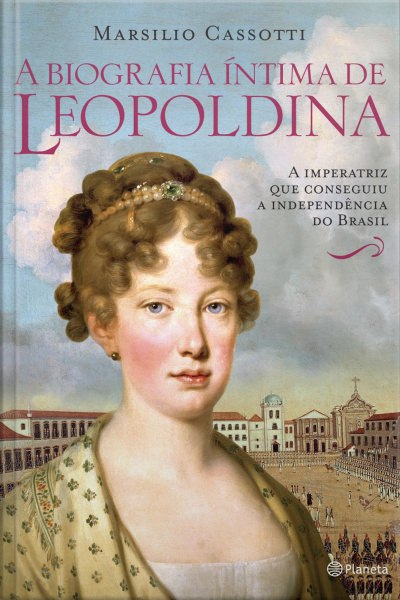 Marsilio Cassotti
A BIOGRAFIA ÍNTIMA DE
LEOPOLDINA
A IMPERATRIZ
QUE CONSEGUIU
A INDEPENDÊNCIA
DO BRASIL
Planeta